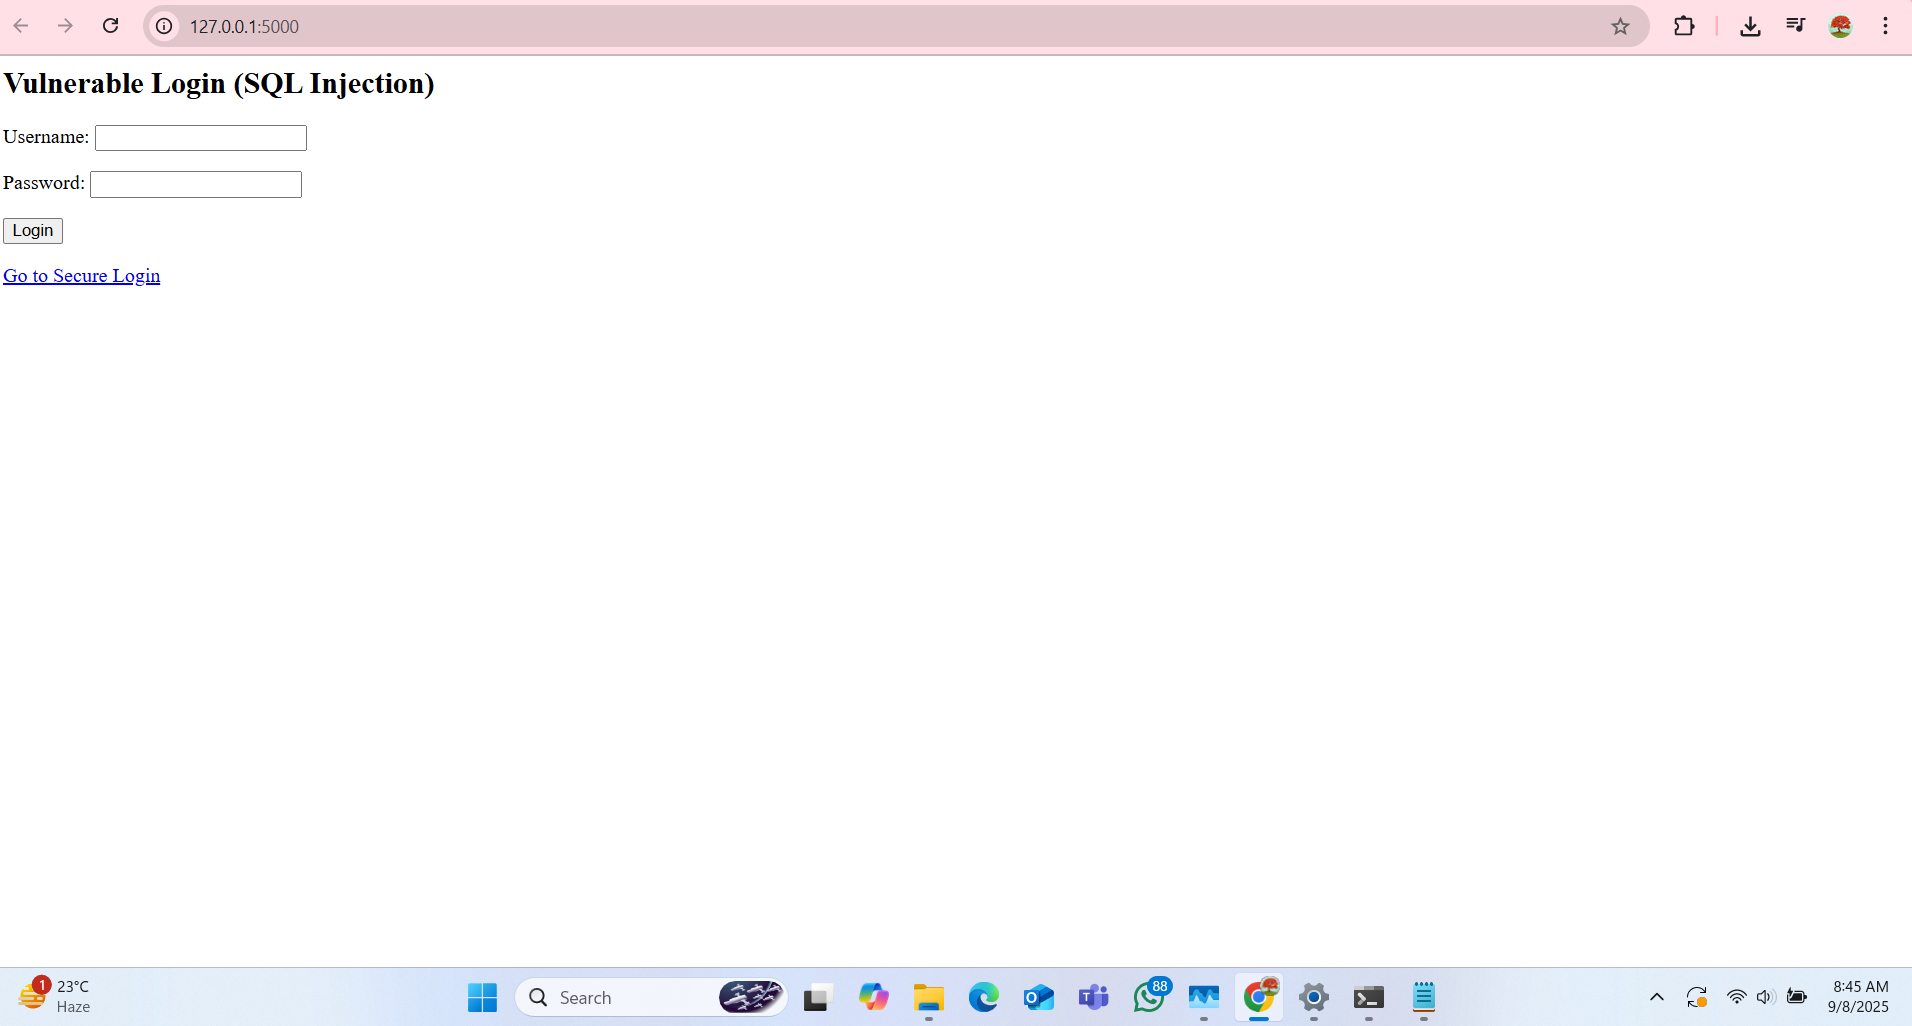 127.0.0.1:5000
Vulnerable Login (SQL Injection)
Username:
Password:
Login
Go to Secure Login
1
23°C
Haze
Search
88
8:45 AM
9/8/2025